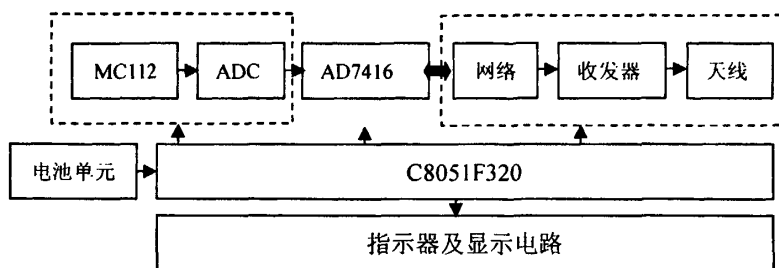 MC112
ADC
AD7416
网络
收发器
天线
电池单元
C8051F320
指示器及显示电路